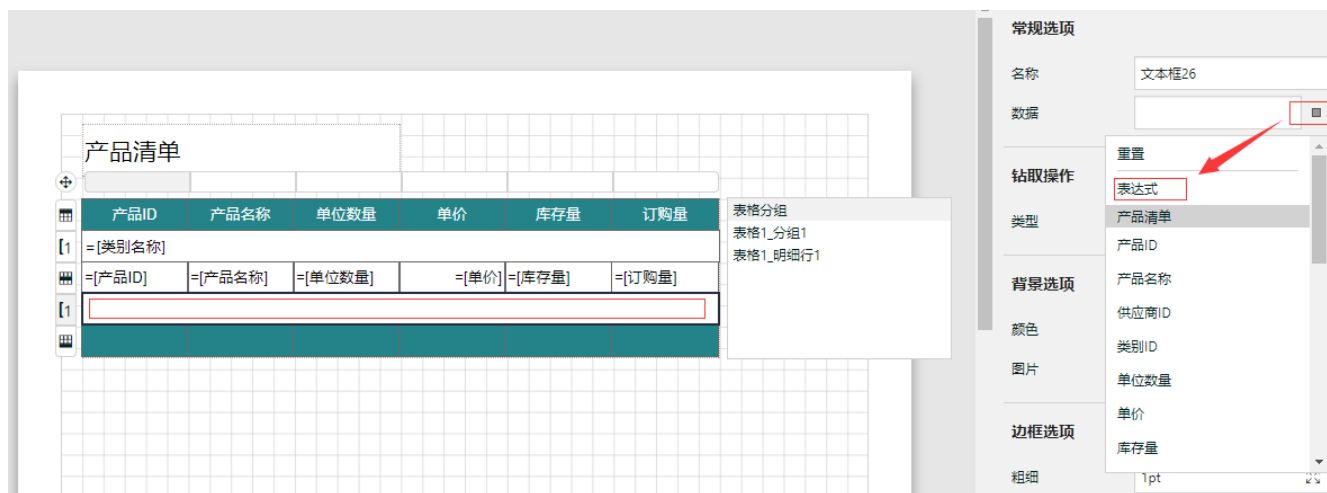 常规选项
名称 文本框26
数据
产品清单
重置
钻取操作
表达式
产品ID 产品名称 单位数量 单价 库存量 订购量
表格分组
类型
产品清单
[1 =[类别名称]
表格1_分组1
产品ID
表格1_明细行1
=[产品ID] =[产品名称] =[单位数量] =[单价] =[库存量] =[订购量]
背景选项
产品名称
[1
供应商ID
颜色
类别ID
图片
单位数量
单价
边框选项
库存量
粗细 1pt